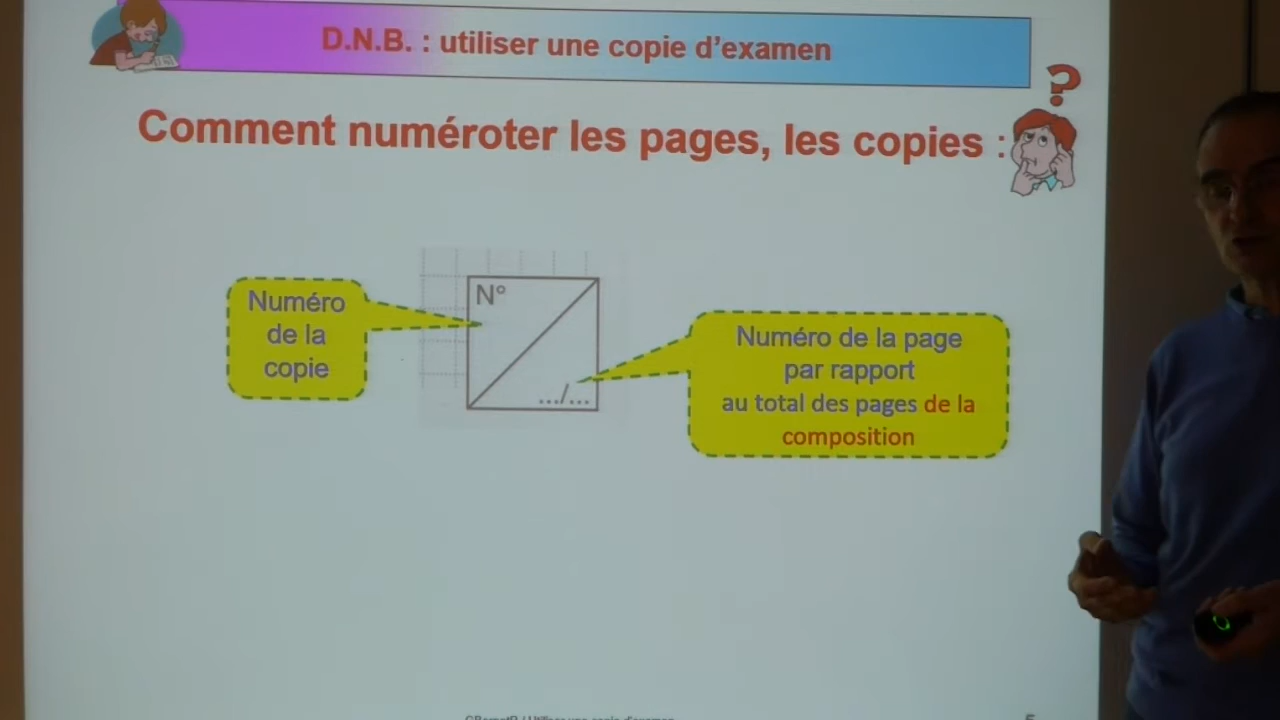 D.N.B. : utiliser une copie d'examen
?
Comment numéroter les pages, les copies :
Numéro
de la
copie
N°
.../...
Numéro de la page
par rapport
au total des pages de la
composition